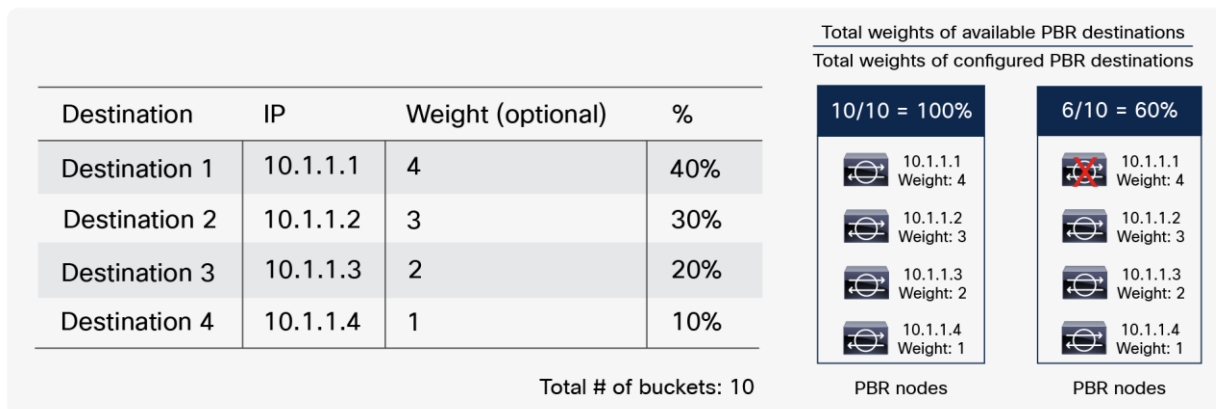 Destination IP Weight (optional) %
Destination 1 10.1.1.1 4 40%
Destination 2 10.1.1.2 3 30%
Destination 3 10.1.1.3 2 20%
Destination 4 10.1.1.4 1 10%
Total # of buckets: 10
Total weights of available PBR destinations
Total weights of configured PBR destinations
10/10 = 100%
10.1.1.1
Weight: 4
10.1.1.2
Weight: 3
10.1.1.3
Weight: 2
10.1.1.4
Weight: 1
PBR nodes
6/10 = 60%
10.1.1.1
Weight: 4
10.1.1.2
Weight: 3
10.1.1.3
Weight: 2
10.1.1.4
Weight: 1
PBR nodes